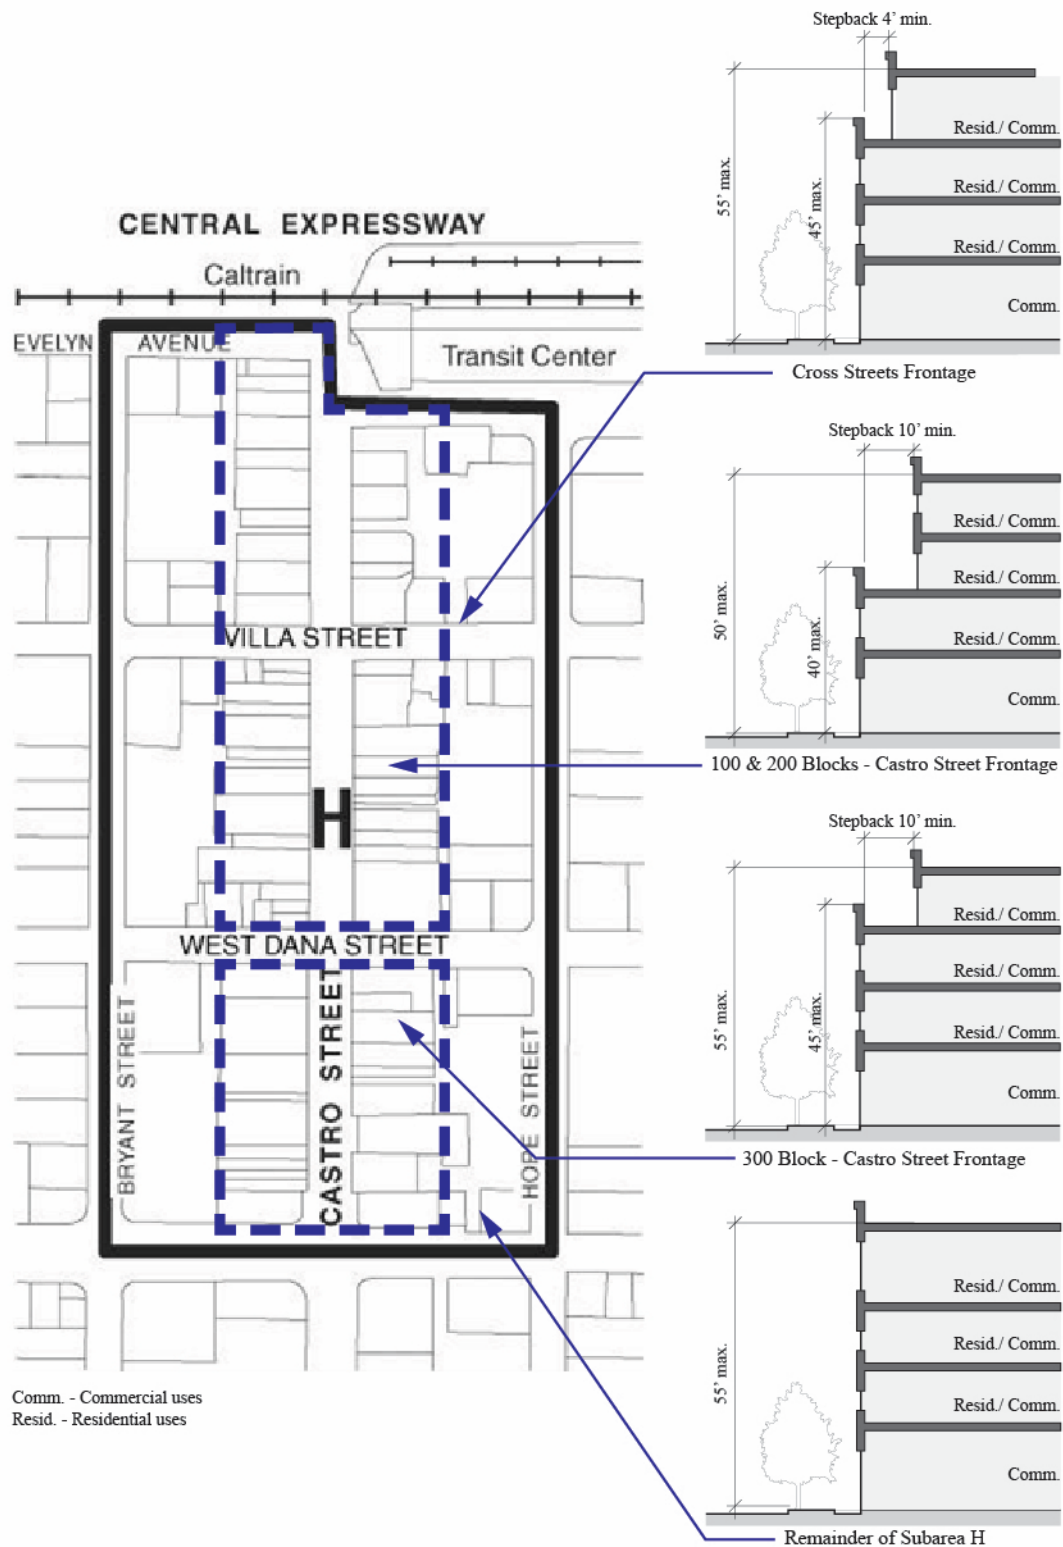 Stepback 4’ min.
55’ max.
45’ max.
Resid./ Comm.
Resid./ Comm.
Resid./ Comm.
Comm.
Cross Streets Frontage
CENTRAL EXPRESSWAY
Caltrain
EVELYN AVENUE
Transit Center
Stepback 10’ min.
50’ max.
40’ max.
Resid./ Comm.
Resid./ Comm.
Resid./ Comm.
Comm.
100 & 200 Blocks - Castro Street Frontage
VILLA STREET
H
WEST DANA STREET
BRYANT STREET
CASTRO STREET
HOPE STREET
Stepback 10’ min.
55’ max.
45’ max.
Resid./ Comm.
Resid./ Comm.
Resid./ Comm.
Comm.
300 Block - Castro Street Frontage
55’ max.
Resid./ Comm.
Resid./ Comm.
Resid./ Comm.
Comm.
Remainder of Subarea H
Comm. - Commercial uses
Resid. - Residential uses